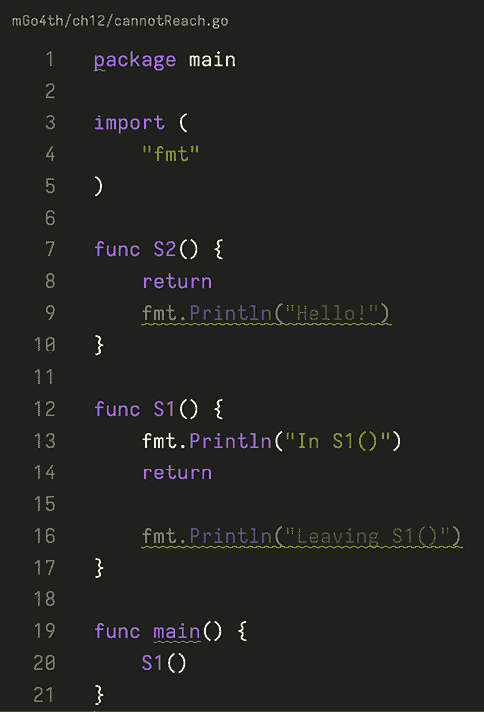 mGo4th/ch12/cannotReach.go
1 package main
2
3 import (
4     "fmt"
5 )
6
7 func S2() {
8     return
9     fmt.Println("Hello!")
10 }
11
12 func S1() {
13     fmt.Println("In S1()")
14     return
15
16     fmt.Println("Leaving S1()")
17 }
18
19 func main() {
20     S1()
21 }